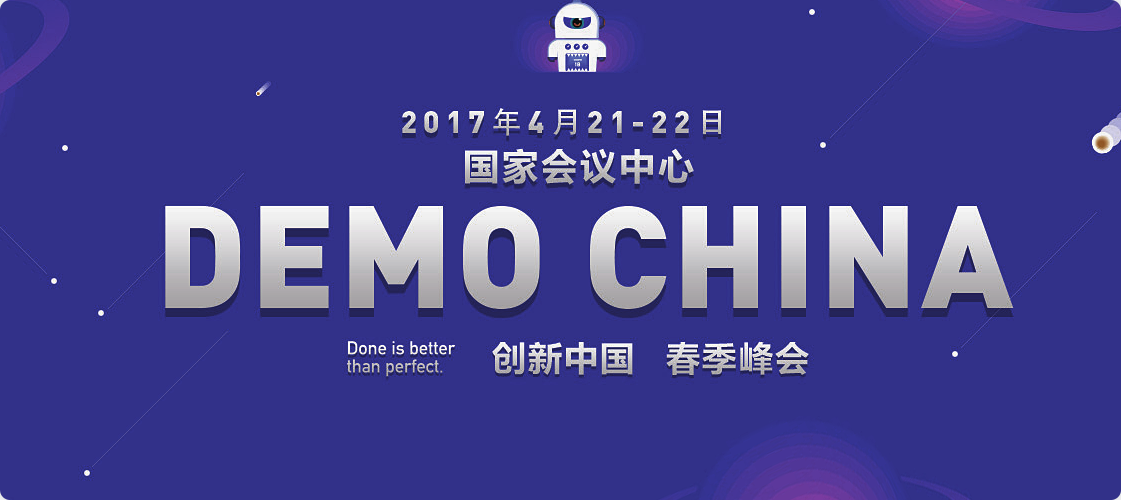 2017年4月21-22日
国家会议中心
DEMO CHINA
Done is better
than perfect.
创新中国 春季峰会